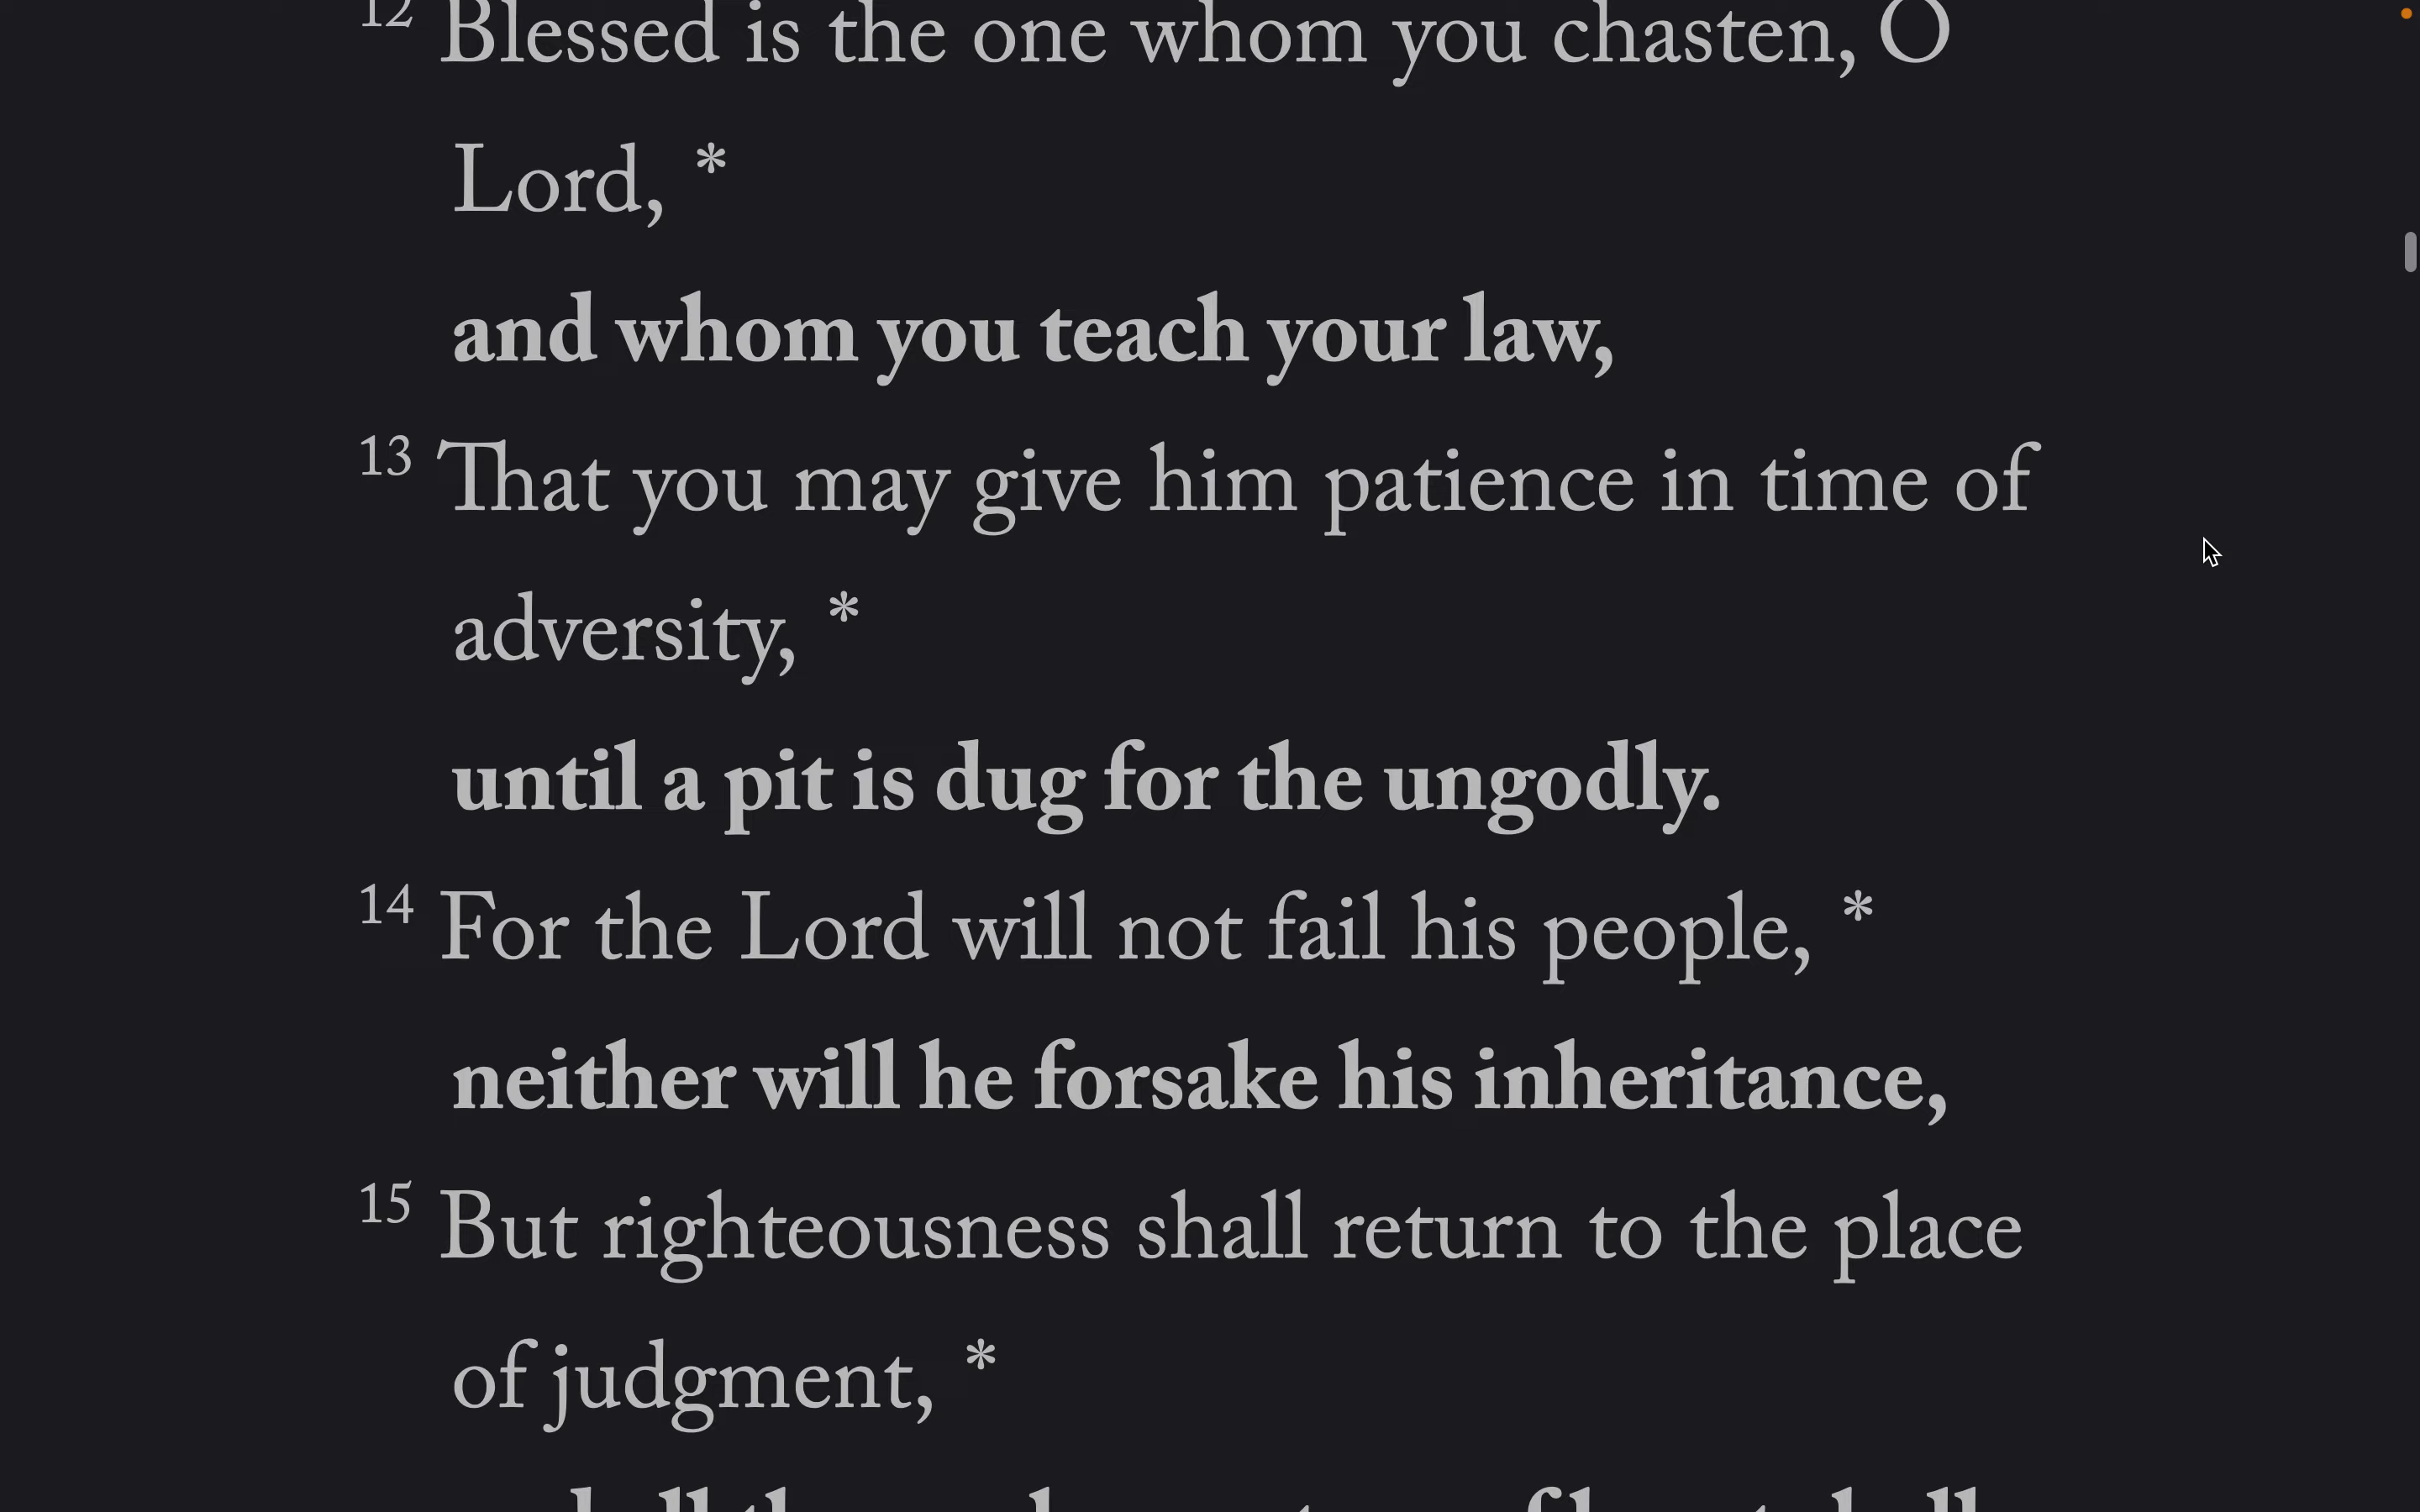 12 Blessed is the one whom you chasten, O
Lord, *
and whom you teach your law,
13 That you may give him patience in time of
adversity, *
until a pit is dug for the ungodly.
14 For the Lord will not fail his people, *
neither will he forsake his inheritance,
15 But righteousness shall return to the place
of judgment, *